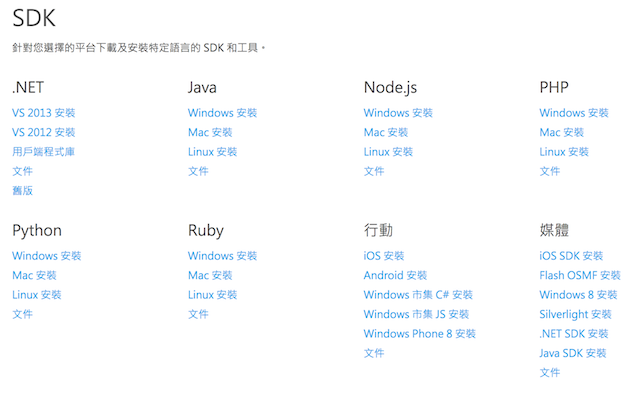 SDK
針對您選擇的平台下載及安裝特定語言的 SDK 和工具。
.NET
VS 2013 安裝
VS 2012 安裝
用戶端程式庫
文件
舊版
Java
Windows 安裝
Mac 安裝
Linux 安裝
文件
Node.js
Windows 安裝
Mac 安裝
Linux 安裝
文件
PHP
Windows 安裝
Mac 安裝
Linux 安裝
文件
Python
Windows 安裝
Mac 安裝
Linux 安裝
文件
Ruby
Windows 安裝
Mac 安裝
Linux 安裝
文件
行動
iOS 安裝
Android 安裝
Windows 市集 C# 安裝
Windows 市集 JS 安裝
Windows Phone 8 安裝
文件
媒體
iOS SDK 安裝
Flash OSMF 安裝
Windows 8 安裝
Silverlight 安裝
.NET SDK 安裝
Java SDK 安裝
文件